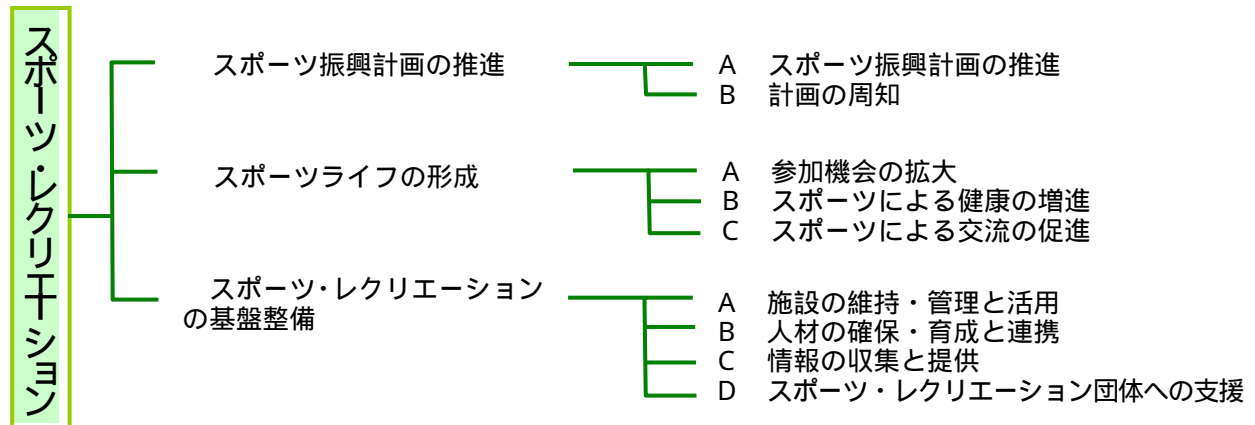 スポーツ・レクリエーション
スポーツ振興計画の推進
A スポーツ振興計画の推進
B 計画の周知
スポーツライフの形成
A 参加機会の拡大
B スポーツによる健康の増進
C スポーツによる交流の促進
スポーツ・レクリエーション
の基盤整備
A 施設の維持・管理と活用
B 人材の確保・育成と連携
C 情報の収集と提供
D スポーツ・レクリエーション団体への支援